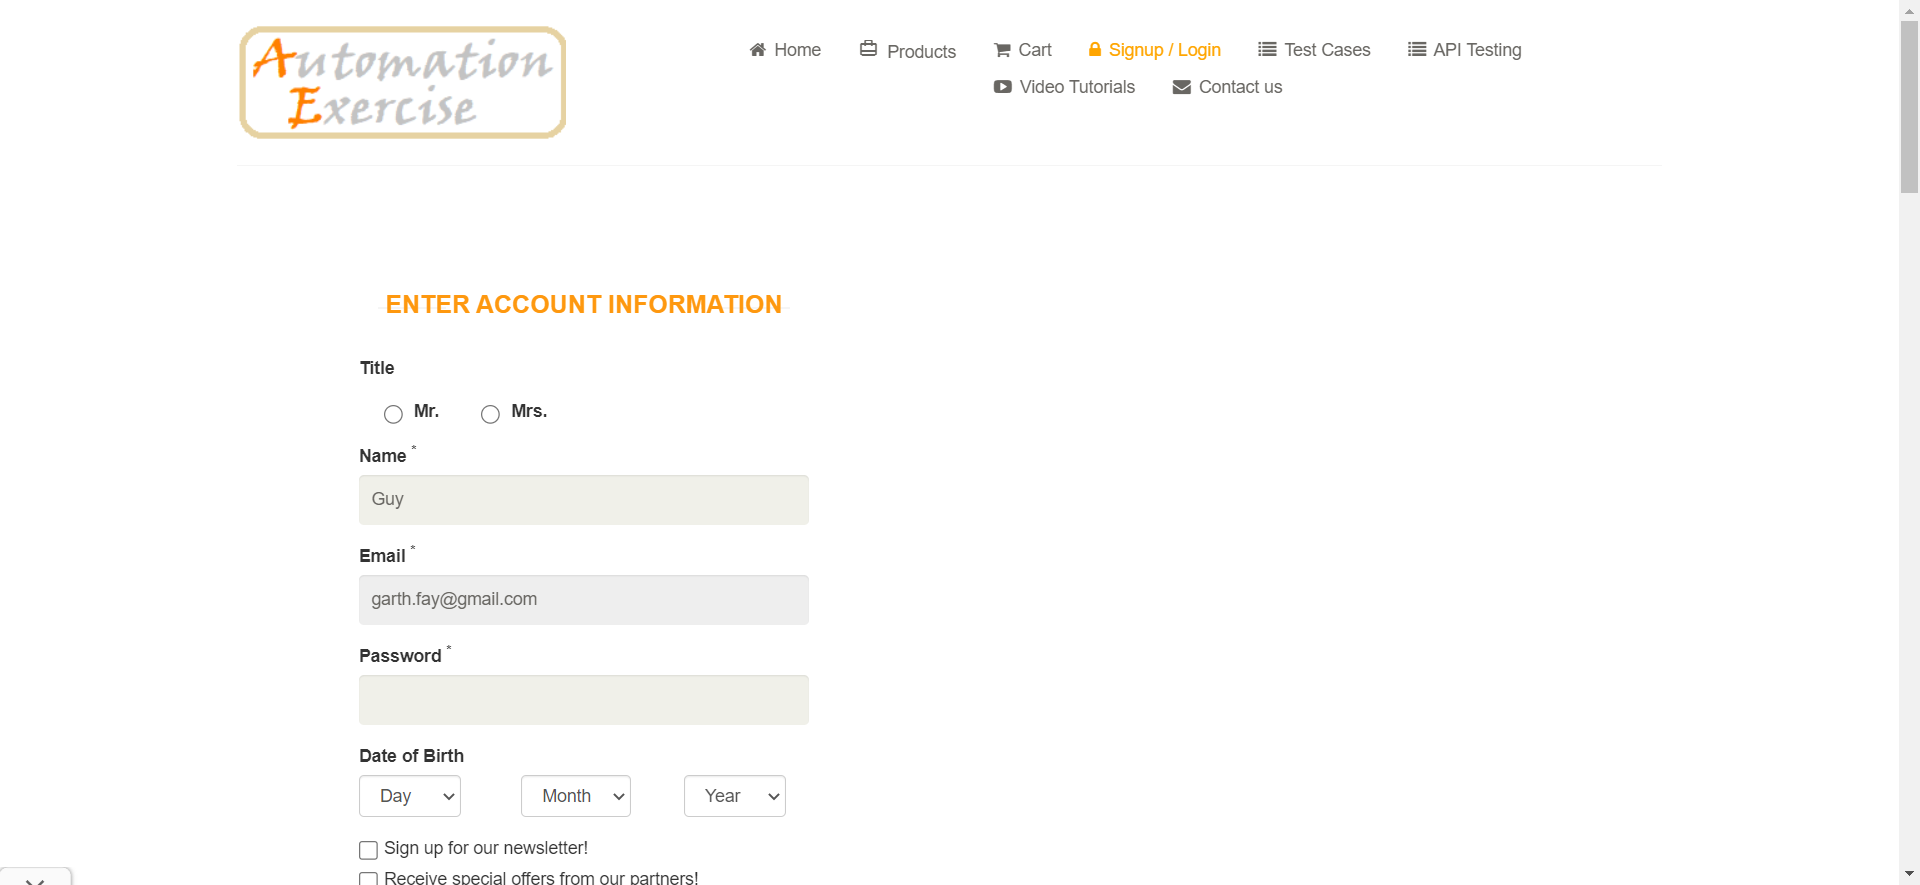 Automation
Exercise
Home
Products
Cart
Signup / Login
Test Cases
API Testing
Video Tutorials
Contact us
ENTER ACCOUNT INFORMATION
Title
Mr.
Mrs.
Name *
Guy
Email *
garth.fay@gmail.com
Password *
Date of Birth
Day
Month
Year
Sign up for our newsletter!
Receive special offers from our partners!